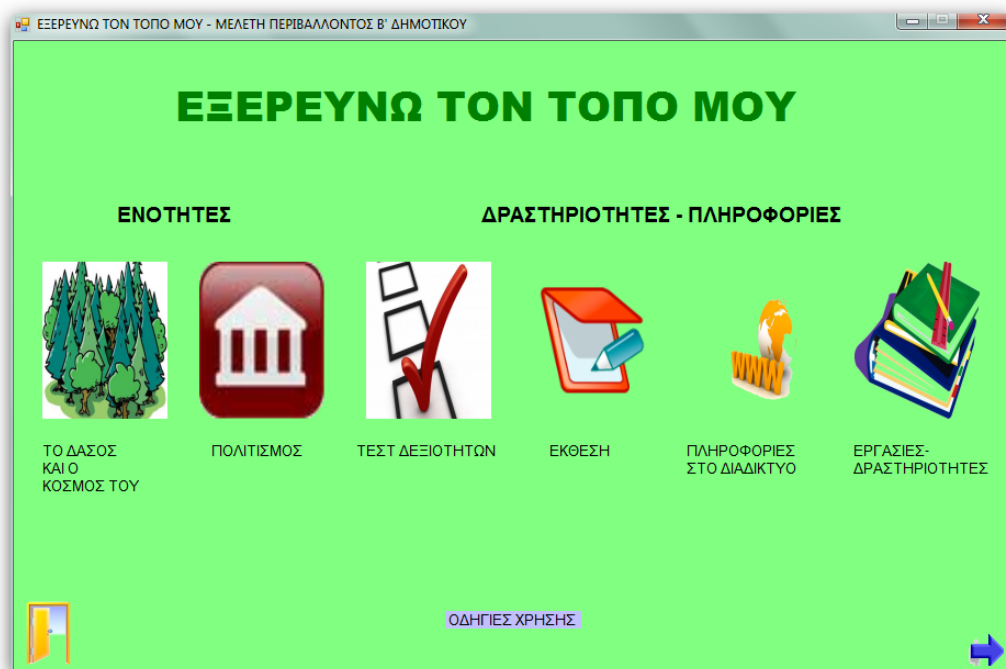 ΕΞΕΡΕΥΝΩ ΤΟΝ ΤΟΠΟ ΜΟΥ - ΜΕΛΕΤΗ ΠΕΡΙΒΑΛΛΟΝΤΟΣ Β' ΔΗΜΟΤΙΚΟΥ
ΕΞΕΡΕΥΝΩ ΤΟΝ ΤΟΠΟ ΜΟΥ
ΕΝΟΤΗΤΕΣ
ΔΡΑΣΤΗΡΙΟΤΗΤΕΣ - ΠΛΗΡΟΦΟΡΙΕΣ
WWW
ΤΟ ΔΑΣΟΣ
ΚΑΙ Ο
ΚΟΣΜΟΣ ΤΟΥ
ΠΟΛΙΤΙΣΜΟΣ
ΤΕΣΤ ΔΕΞΙΟΤΗΤΩΝ
ΕΚΘΕΣΗ
ΠΛΗΡΟΦΟΡΙΕΣ
ΣΤΟ ΔΙΑΔΙΚΤΥΟ
ΕΡΓΑΣΙΕΣ-
ΔΡΑΣΤΗΡΙΟΤΗΤΕΣ
ΟΔΗΓΙΕΣ ΧΡΗΣΗΣ